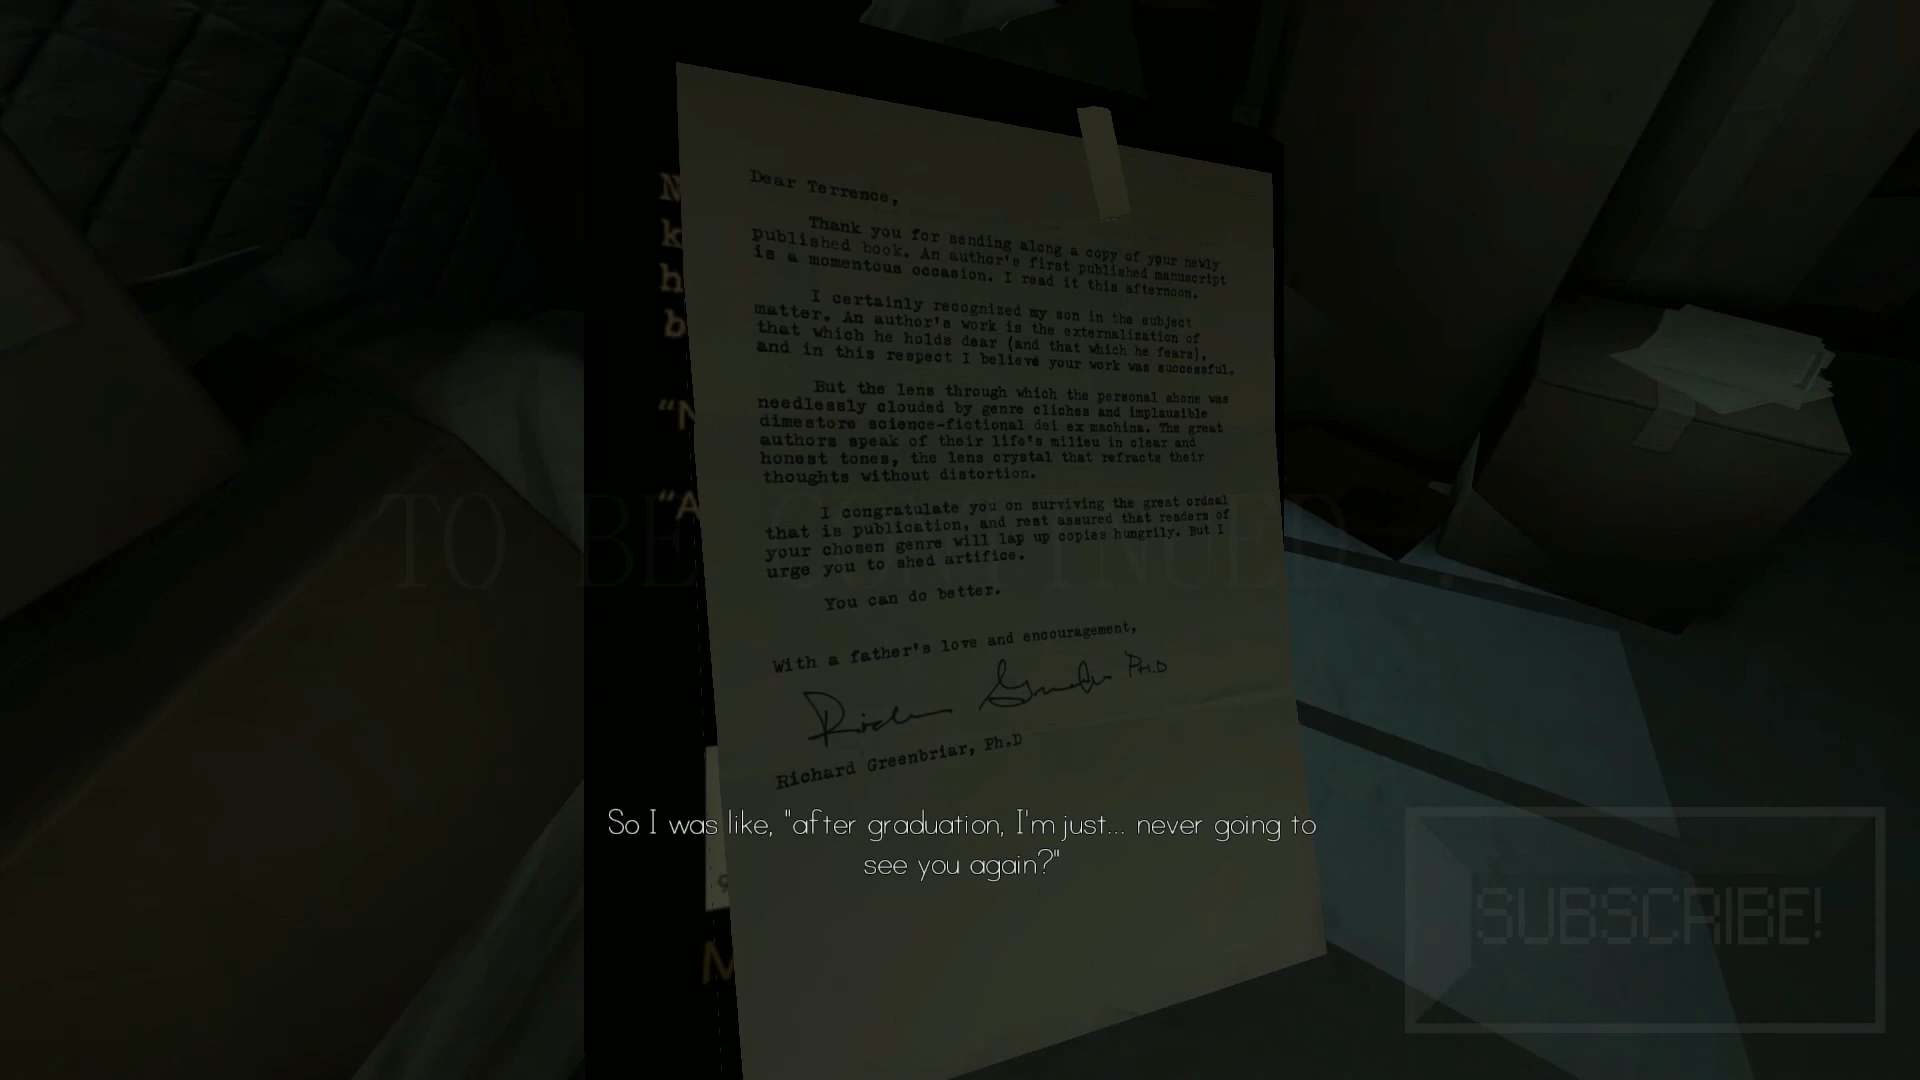 Dear Terrence,
Thank you for sending along a copy of your newly
published book. An author's first published manuscript
is a momentous occasion. I read it this afternoon.
I certainly recognized my son in the subject
matter. An author's work is the externalization of
that which he holds dear (and that which he fears),
and in this respect I believe your work was successful.
But the lens through which the personal shone was
needlessly clouded by genre cliches and implausible
dimestore science-fictional dei ex machina. The great
authors speak of their life's milieu in clear and
honest tones, the lens crystal that refracts their
thoughts without distortion.
I congratulate you on surviving the great ordeal
that is publication, and rest assured that readers of
your chosen genre will lap up copies hungrily. But I
urge you to shed artifice.
You can do better.
With a father's love and encouragement,
Ph.D
Richard Greenbriar, Ph.D
TO BE CONTINUED
So I was like, "after graduation, I'm just... never going to
see you again?"
SUBSCRIBE!